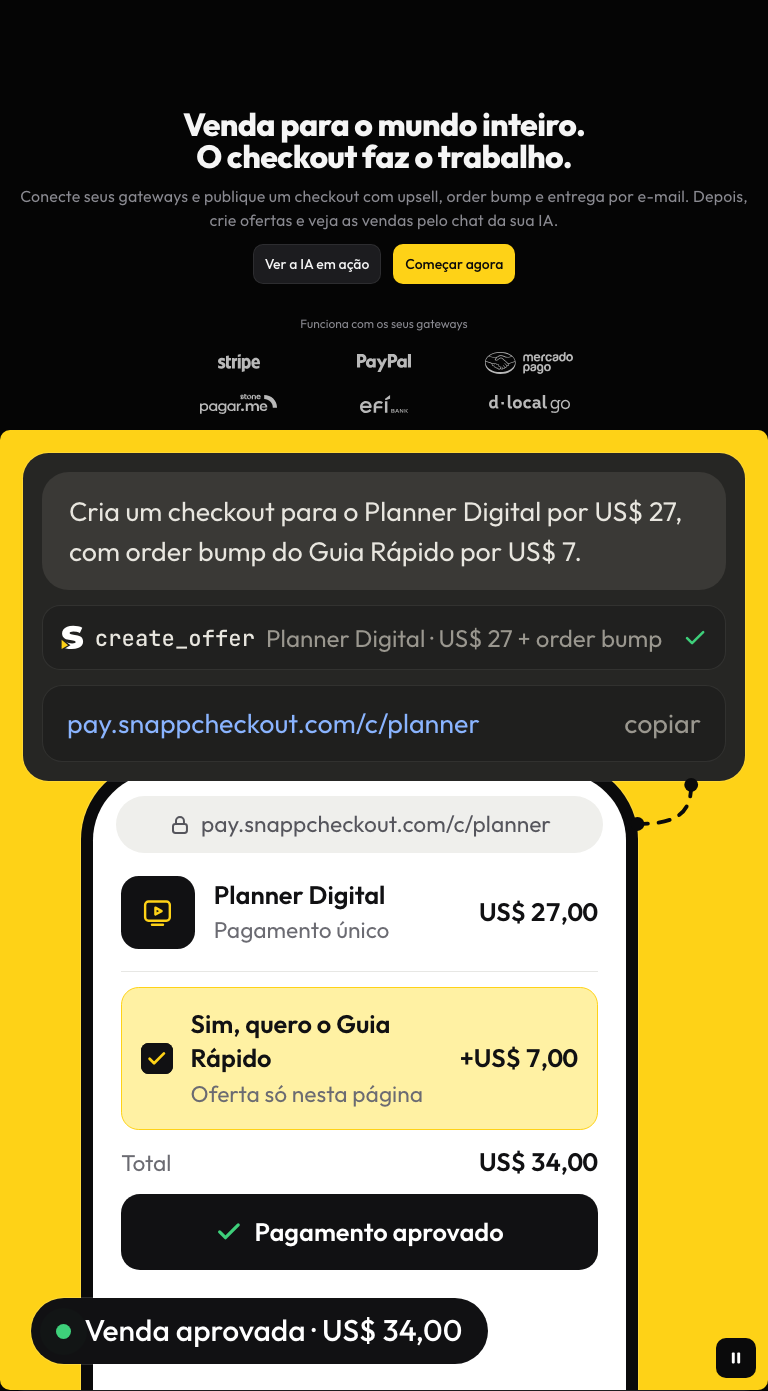 Venda para o mundo inteiro.
O checkout faz o trabalho.
Conecte seus gateways e publique um checkout com upsell, order bump e entrega por e-mail. Depois,
crie ofertas e veja as vendas pelo chat da sua IA.
Ver a IA em ação
Começar agora
Funciona com os seus gateways
stripe
PayPal
mercado
pago
stone
pagar.me
efí BANK
d·local go
Cria um checkout para o Planner Digital por US$ 27,
com order bump do Guia Rápido por US$ 7.
S create_offer Planner Digital · US$ 27 + order bump
pay.snappcheckout.com/c/planner copiar
pay.snappcheckout.com/c/planner
Planner Digital
Pagamento único
US$ 27,00
Sim, quero o Guia
Rápido
Oferta só nesta página
+US$ 7,00
Total US$ 34,00
Pagamento aprovado
Venda aprovada · US$ 34,00